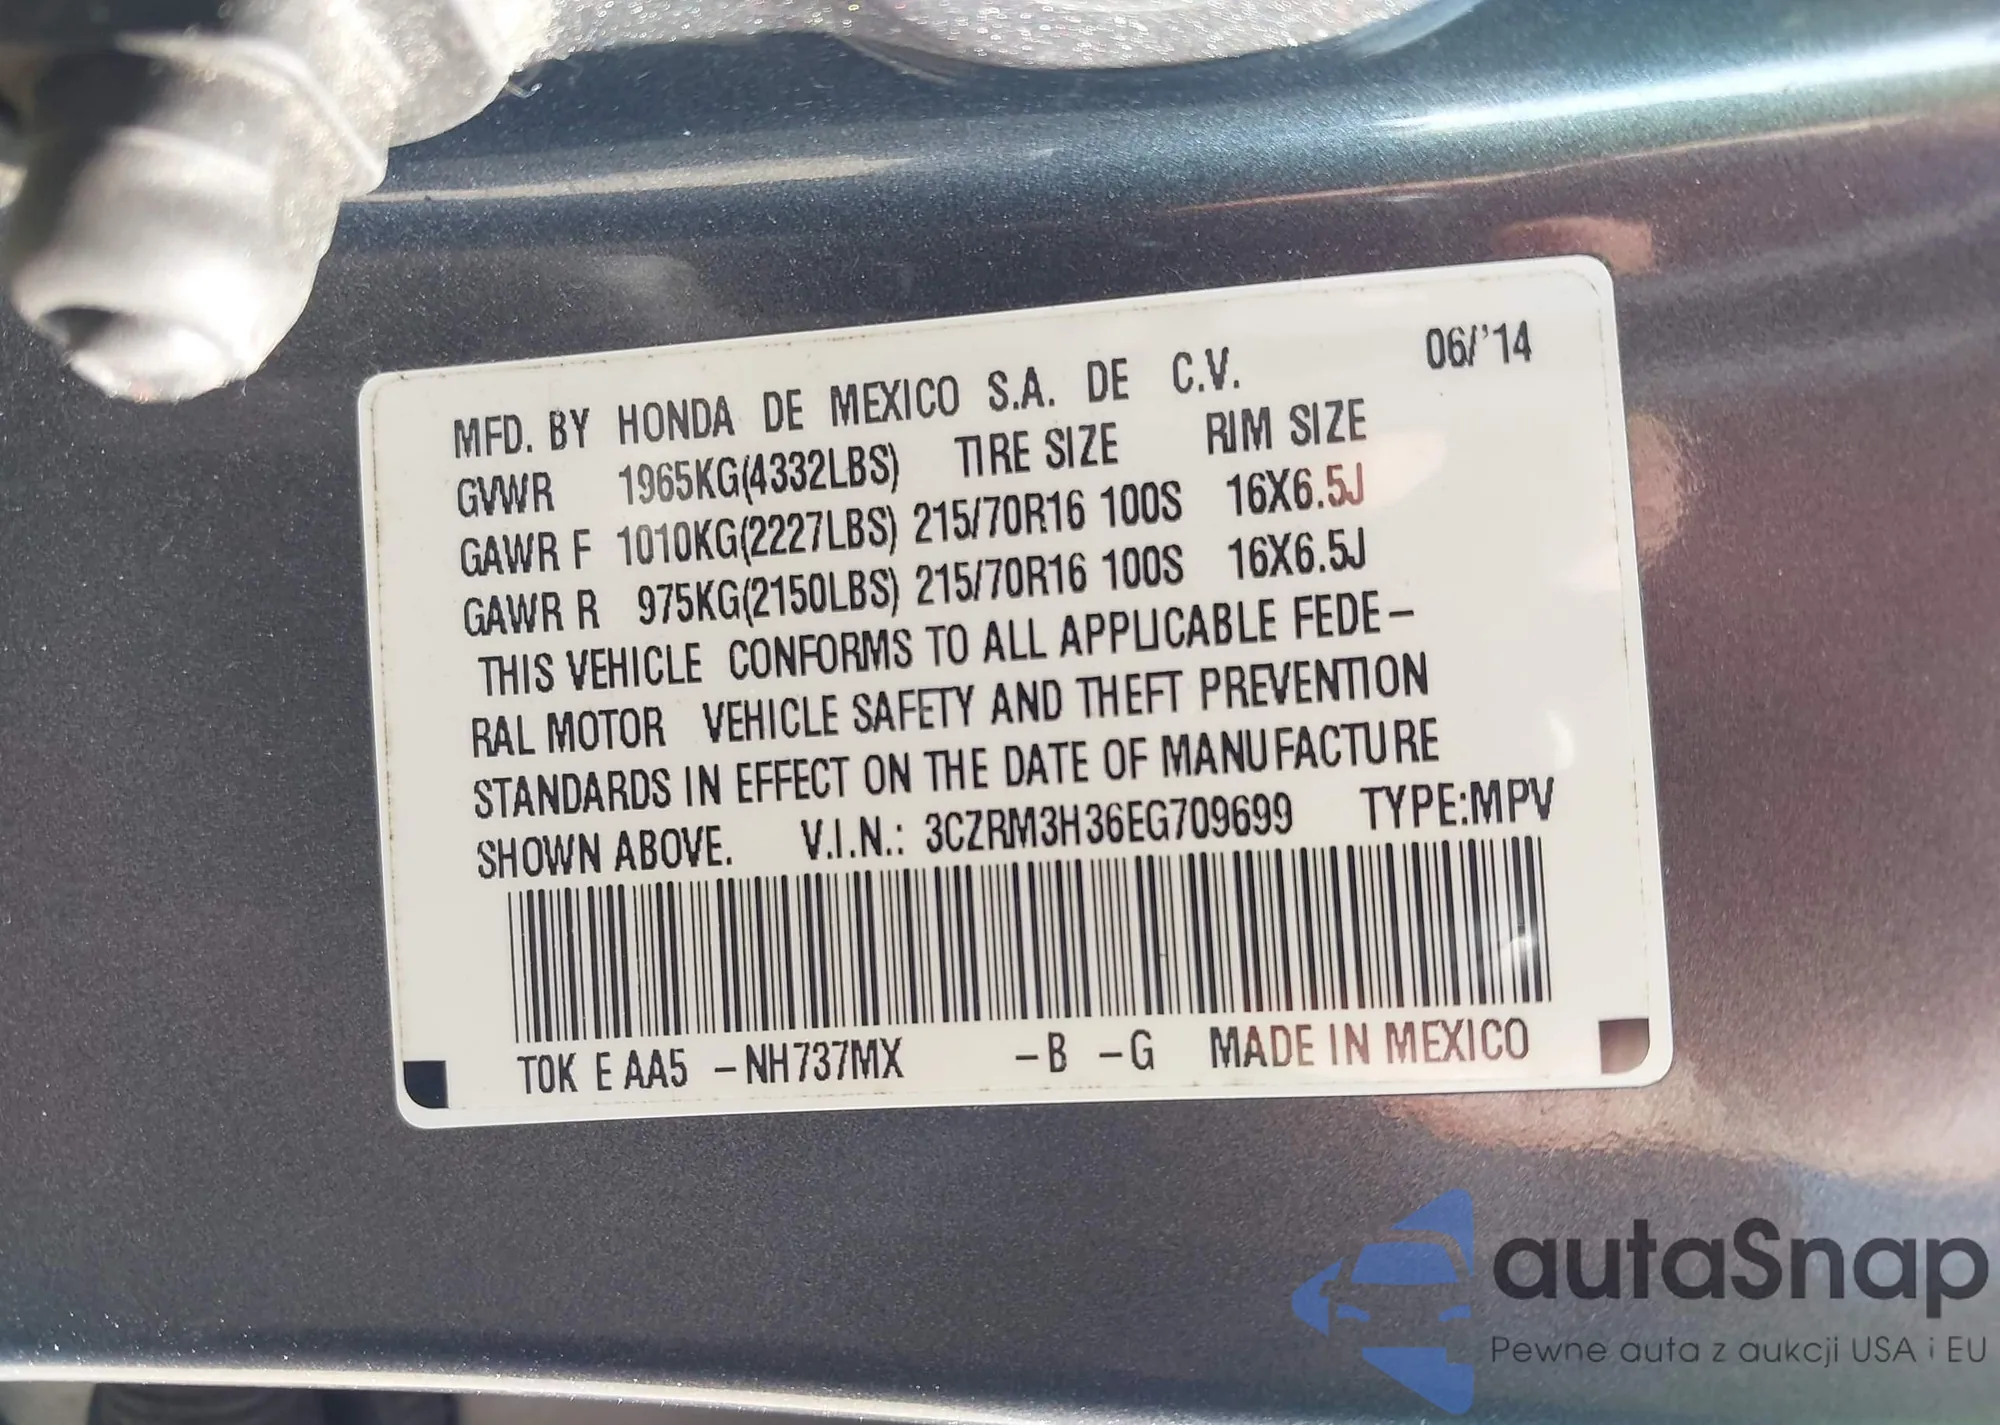 MFD. BY HONDA DE MEXICO S.A. DE C.V. 06/'14
GVWR 1965KG(4332LBS) TIRE SIZE RIM SIZE
GAWR F 1010KG(2227LBS) 215/70R16 100S 16X6.5J
GAWR R 975KG(2150LBS) 215/70R16 100S 16X6.5J
THIS VEHICLE CONFORMS TO ALL APPLICABLE FEDE-
RAL MOTOR VEHICLE SAFETY AND THEFT PREVENTION
STANDARDS IN EFFECT ON THE DATE OF MANUFACTURE
SHOWN ABOVE. V.I.N.: 3CZRM3H36EG709699 TYPE:MPV
T0K E AA5 -NH737MX -B -G MADE IN MEXICO
autaSnap
Pewne auta z aukcji USA i EU